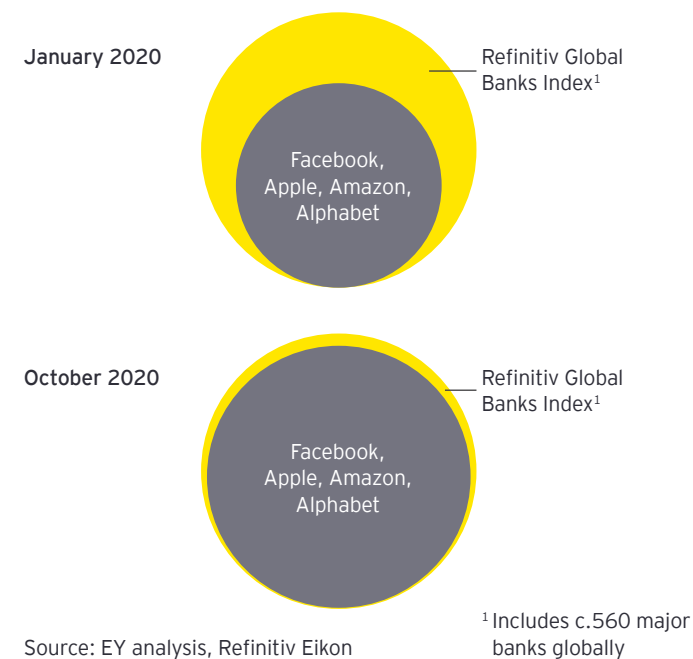 January 2020
Refinitiv Global
Banks Index¹
Facebook,
Apple, Amazon,
Alphabet
October 2020
Refinitiv Global
Banks Index¹
Facebook,
Apple, Amazon,
Alphabet
¹ Includes c.560 major
banks globally
Source: EY analysis, Refinitiv Eikon